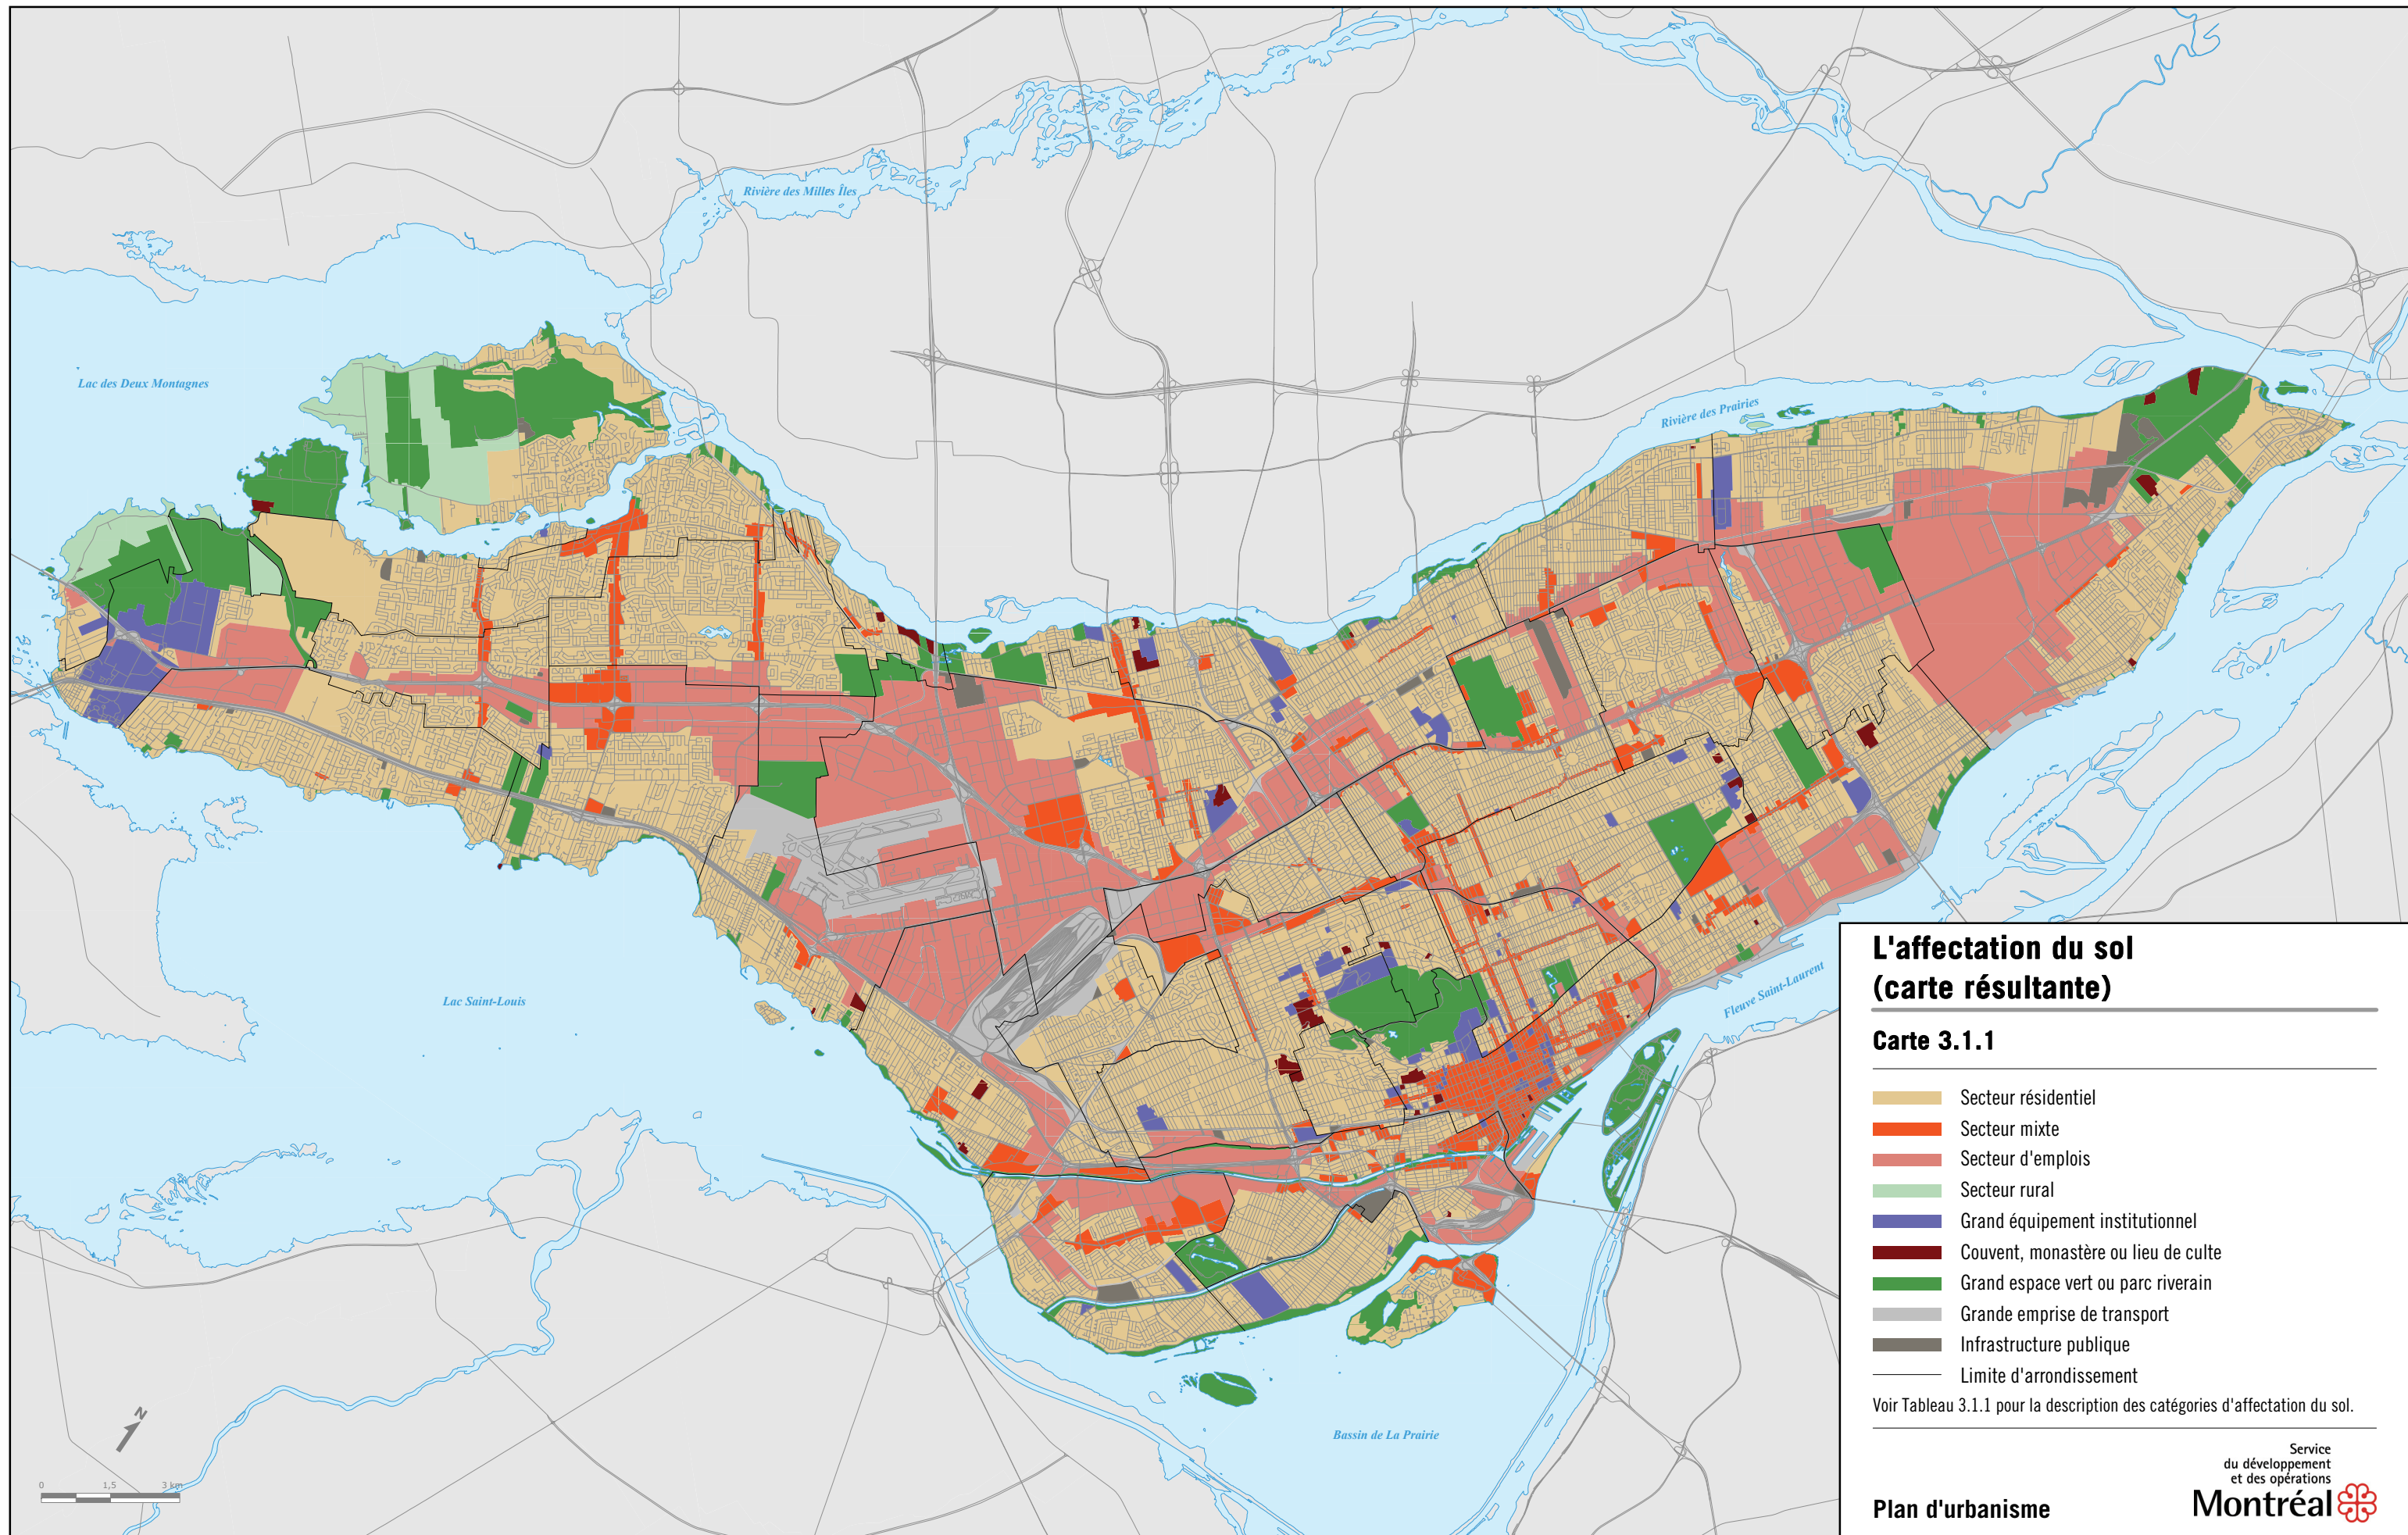 Rivière des Milles Îles
Lac des Deux Montagnes
Rivière des Prairies
Fleuve Saint-Laurent
Lac Saint-Louis
Bassin de La Prairie
N
0 1,5 3 km
L'affectation du sol
(carte résultante)
Carte 3.1.1
Secteur résidentiel
Secteur mixte
Secteur d'emplois
Secteur rural
Grand équipement institutionnel
Couvent, monastère ou lieu de culte
Grand espace vert ou parc riverain
Grande emprise de transport
Infrastructure publique
Limite d'arrondissement
Voir Tableau 3.1.1 pour la description des catégories d'affectation du sol.
Service
du développement
et des opérations
Montréal
Plan d'urbanisme